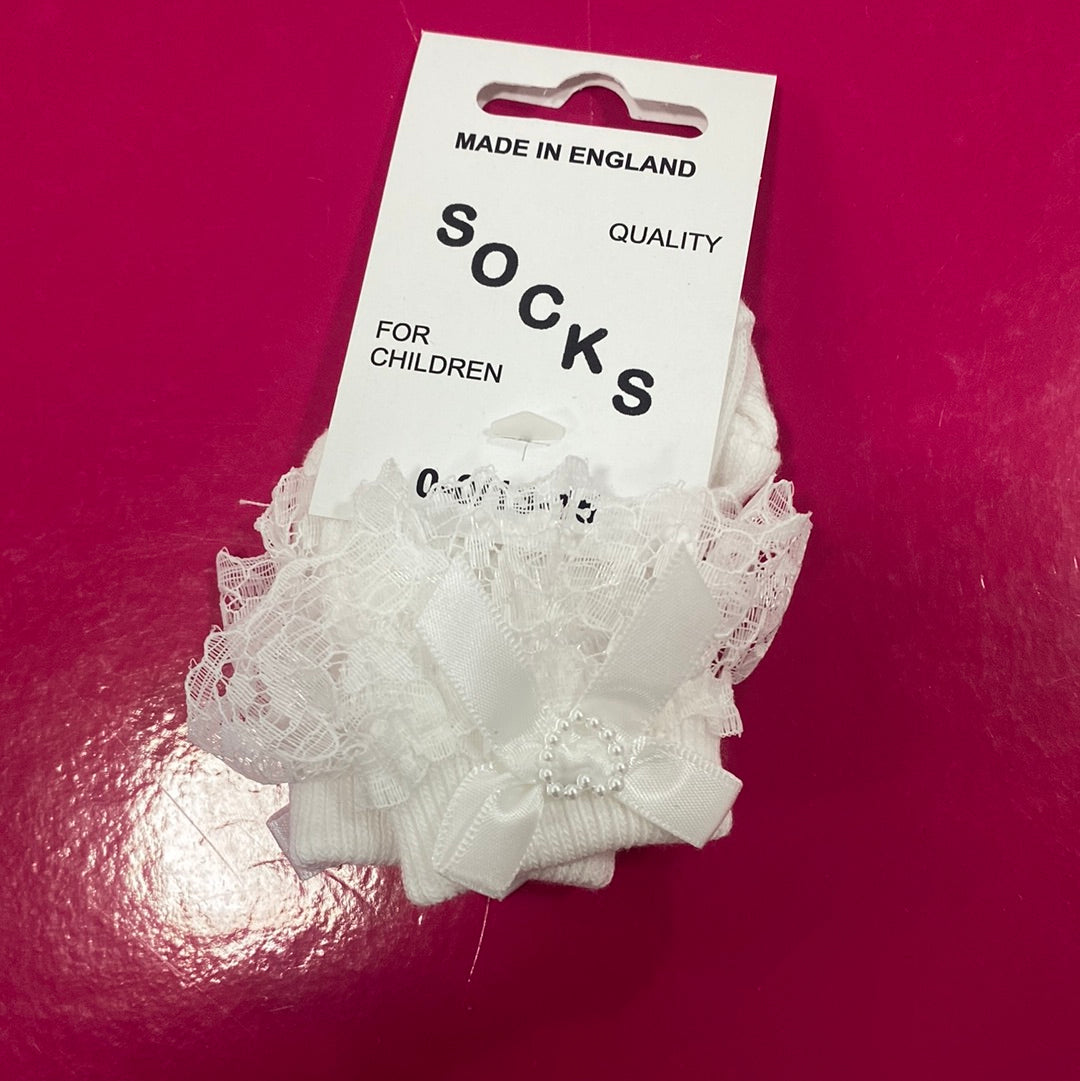 MADE IN ENGLAND
QUALITY
SOCKS
FOR
CHILDREN